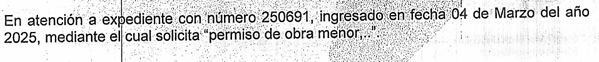 En atención a expediente con número 250691, ingresado en fecha 04 de Marzo del año
2025, mediante el cual solicita “permiso de obra menor,..”.